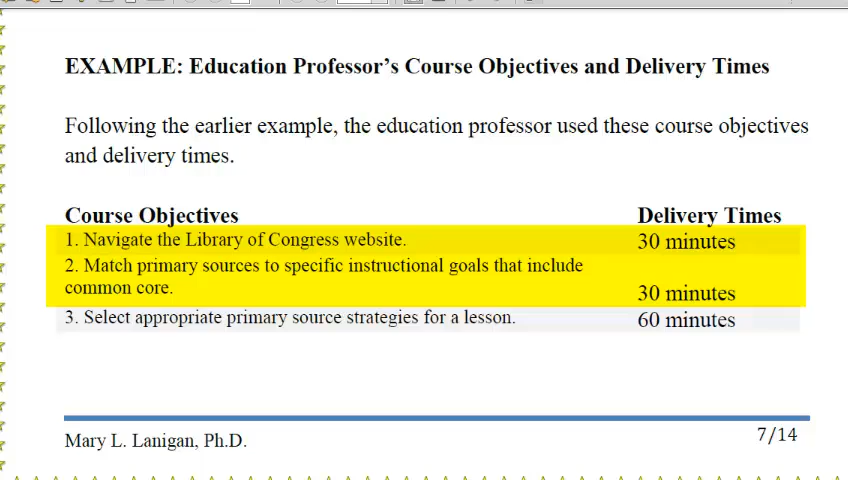 EXAMPLE: Education Professor’s Course Objectives and Delivery Times
Following the earlier example, the education professor used these course objectives
and delivery times.
Course Objectives Delivery Times
1. Navigate the Library of Congress website. 30 minutes
2. Match primary sources to specific instructional goals that include
common core. 30 minutes
3. Select appropriate primary source strategies for a lesson. 60 minutes
Mary L. Lanigan, Ph.D. 7/14